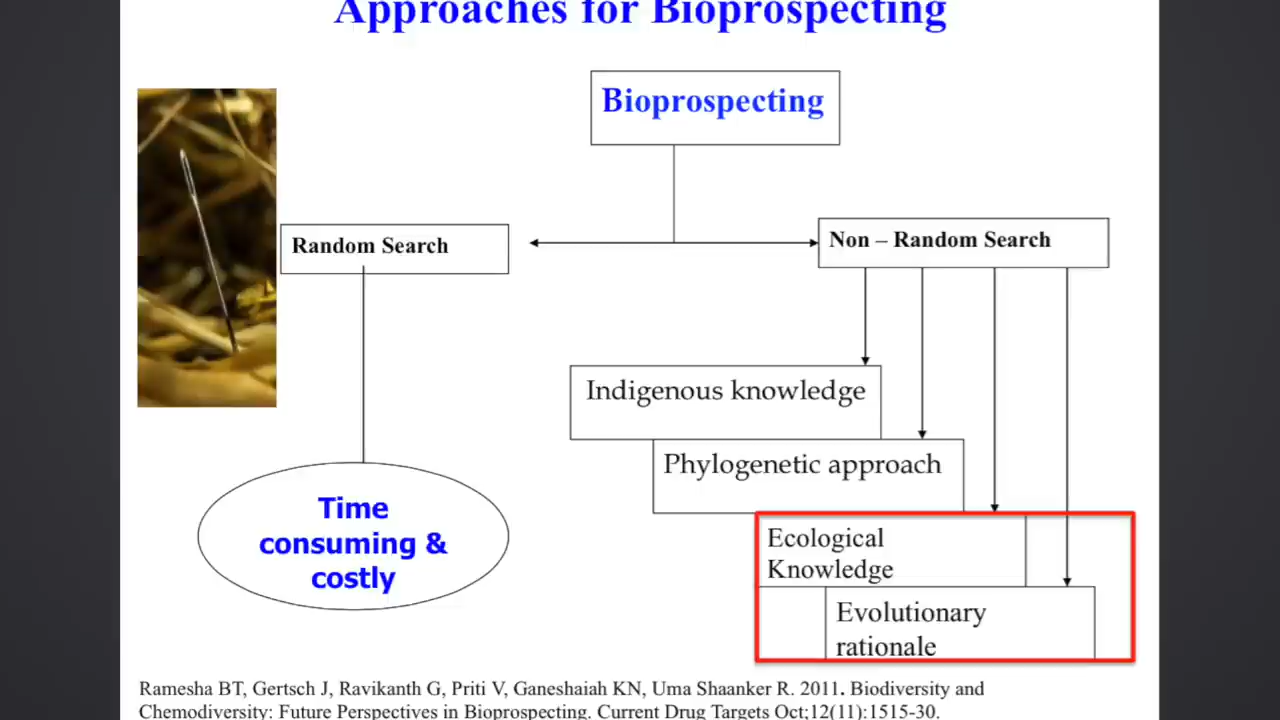 Approaches for Bioprospecting
Bioprospecting
Random Search
Non – Random Search
Indigenous knowledge
Phylogenetic approach
Time
consuming &
costly
Ecological
Knowledge
Evolutionary
rationale
Ramesha BT, Gertsch J, Ravikanth G, Priti V, Ganeshaiah KN, Uma Shaanker R. 2011. Biodiversity and
Chemodiversity: Future Perspectives in Bioprospecting. Current Drug Targets Oct;12(11):1515-30.